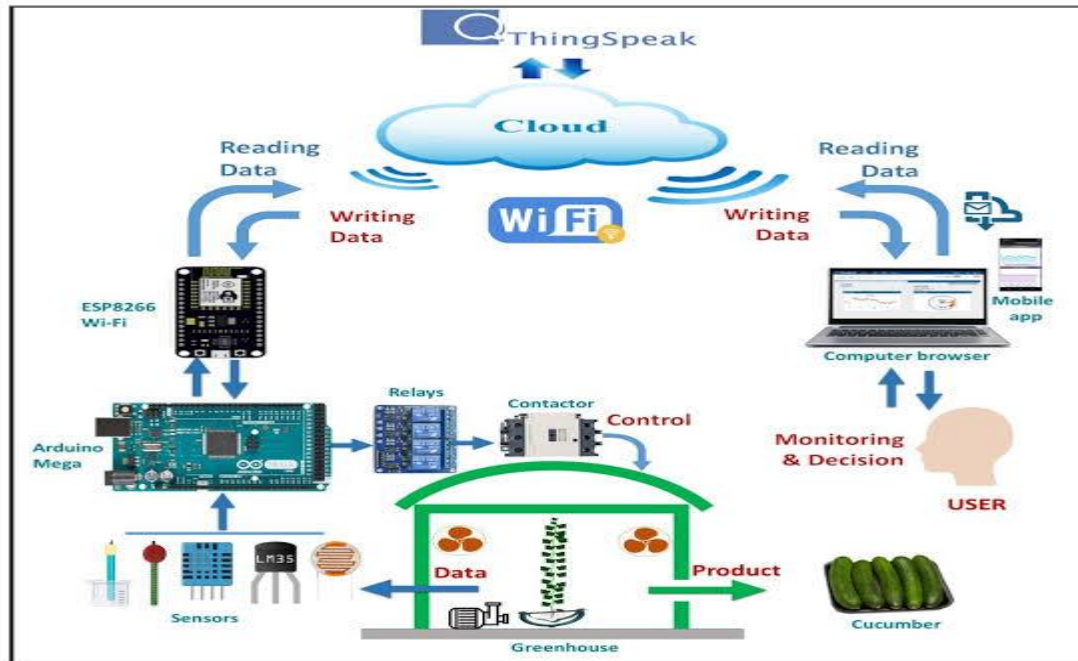 ThingSpeak
Cloud
Reading
Data
Reading
Data
WiFi
Writing
Data
Writing
Data
ESP8266
Wi-Fi
Mobile
app
Computer browser
Relays
Contactor
Control
Arduino
Mega
Monitoring
& Decision
USER
LM35
Data
Product
Sensors
Greenhouse
Cucumber